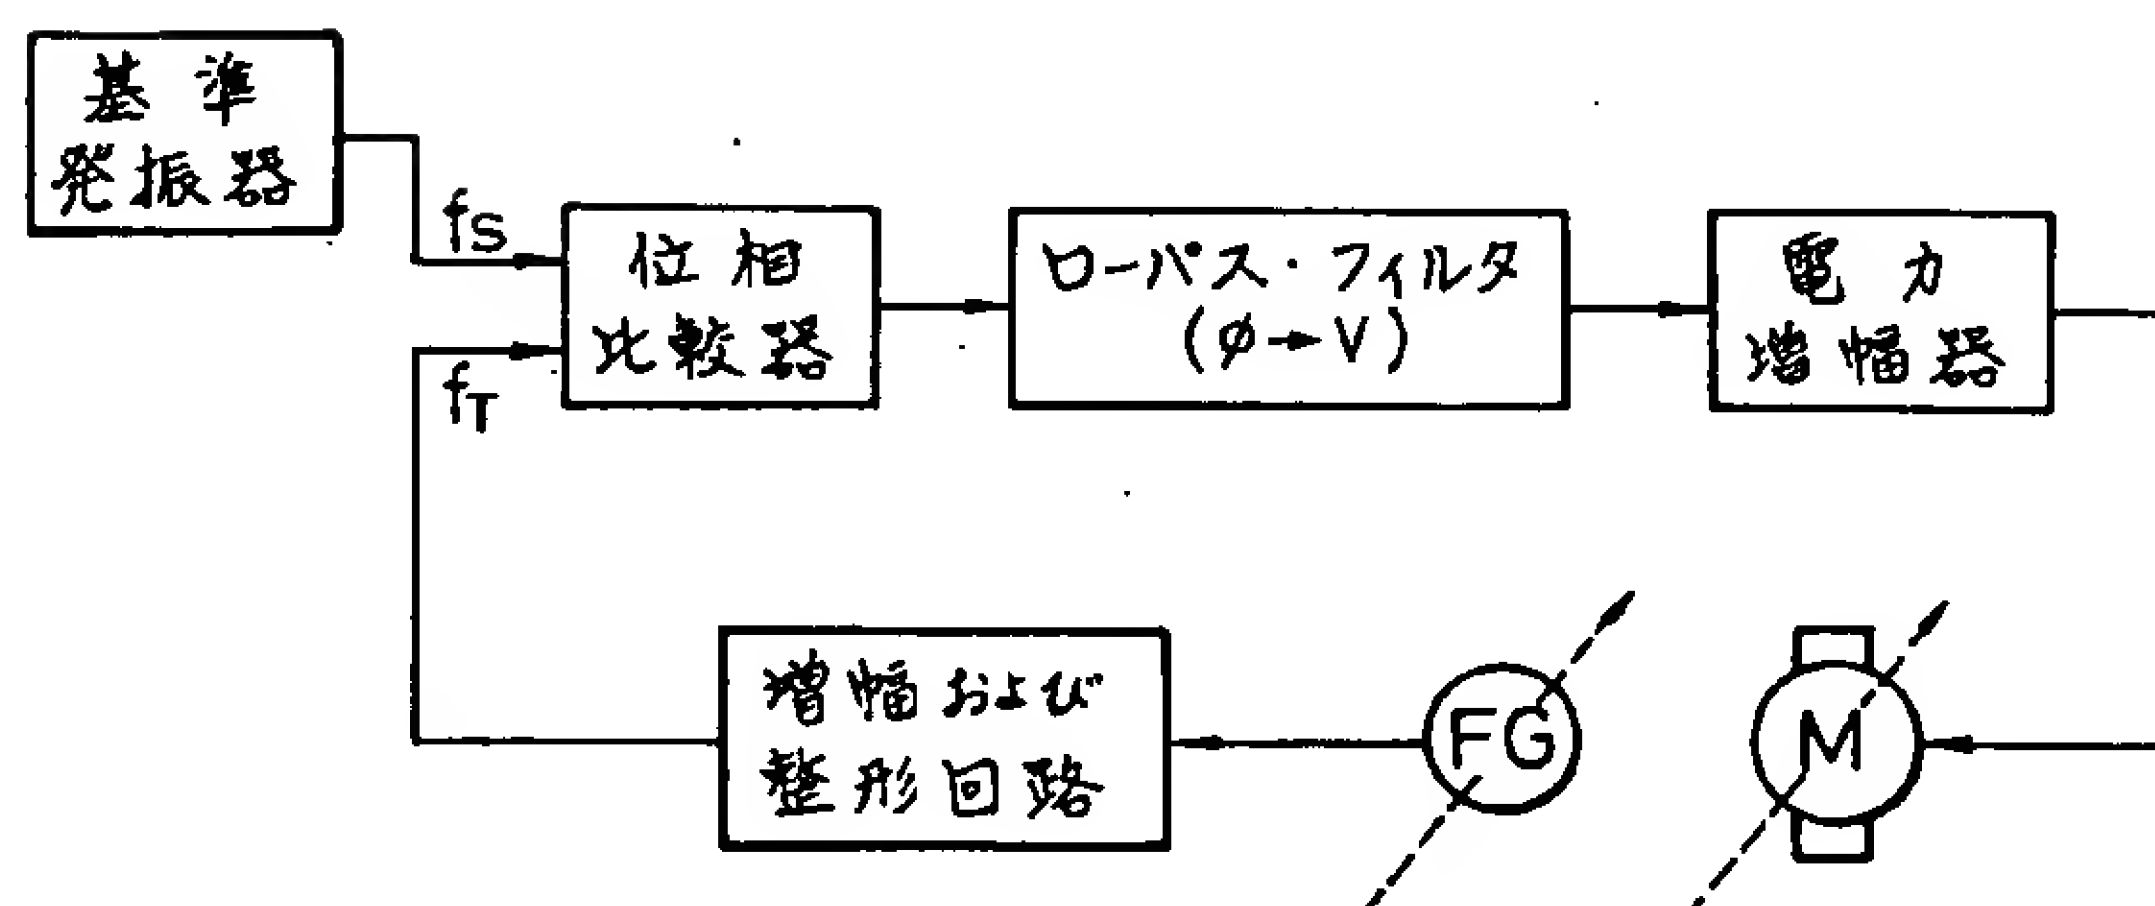 基準
発振器
fS
位相
比較器
fT
ローパス・フィルタ
(φ→V)
電力
増幅器
増幅および
整形回路
FG
M